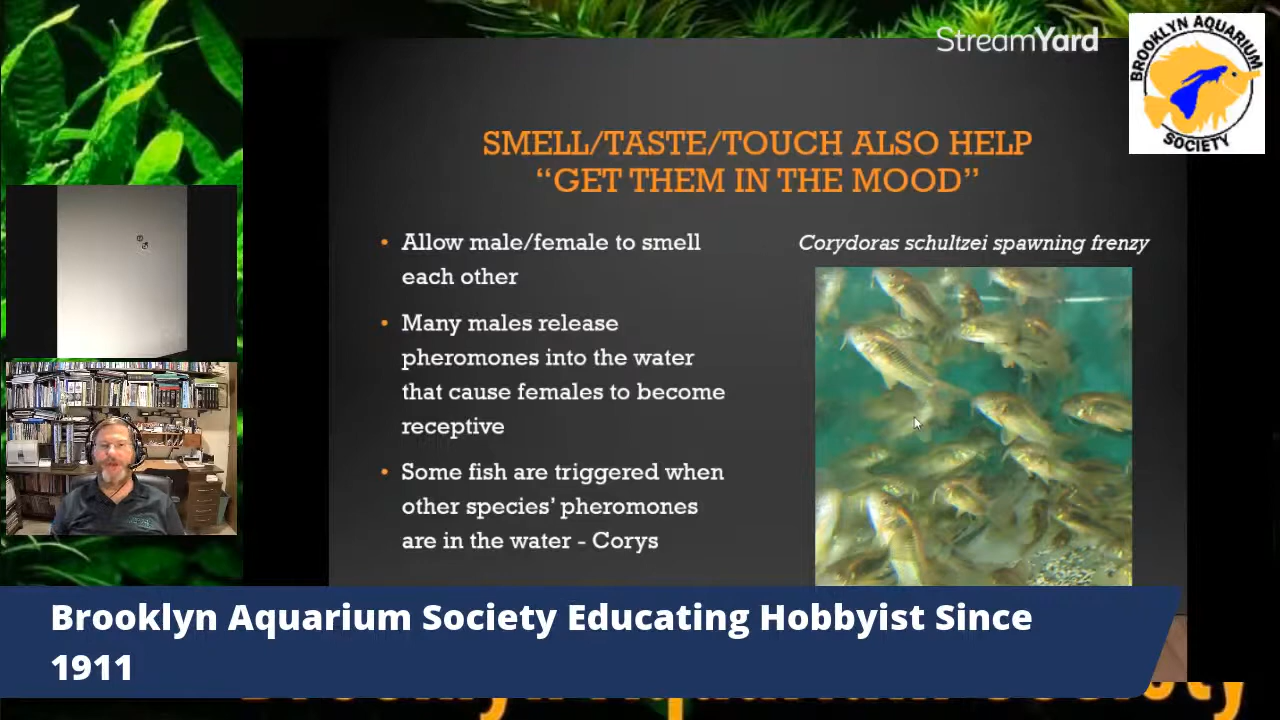 StreamYard
BROOKLYN AQUARIUM
SOCIETY
SMELL/TASTE/TOUCH ALSO HELP
“GET THEM IN THE MOOD”
• Allow male/female to smell
each other
• Many males release
pheromones into the water
that cause females to become
receptive
• Some fish are triggered when
other species’ pheromones
are in the water - Corys
Corydoras schultzei spawning frenzy
Brooklyn Aquarium Society Educating Hobbyist Since
1911